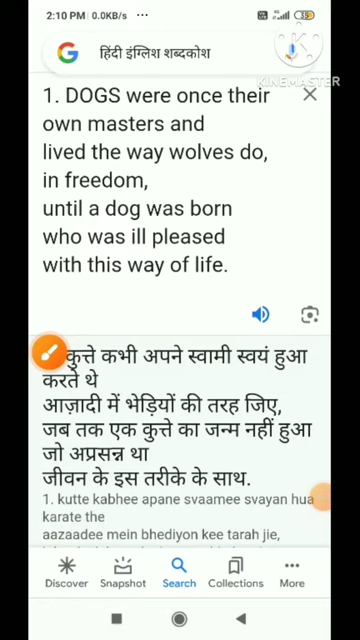 2:10 PM | 0.0KB/s ...
35
हिंदी इंग्लिश शब्दकोश
KINEMASTER
1. DOGS were once their
own masters and
lived the way wolves do,
in freedom,
until a dog was born
who was ill pleased
with this way of life.
कुत्ते कभी अपने स्वामी स्वयं हुआ
करते थे
आज़ादी में भेड़ियों की तरह जिए,
जब तक एक कुत्ते का जन्म नहीं हुआ
जो अप्रसन्न था
जीवन के इस तरीके के साथ.
1. kutte kabhee apane svaamee svayan hua
karate the
aazaadee mein bhediyon kee tarah jie,
Discover Snapshot Search Collections More